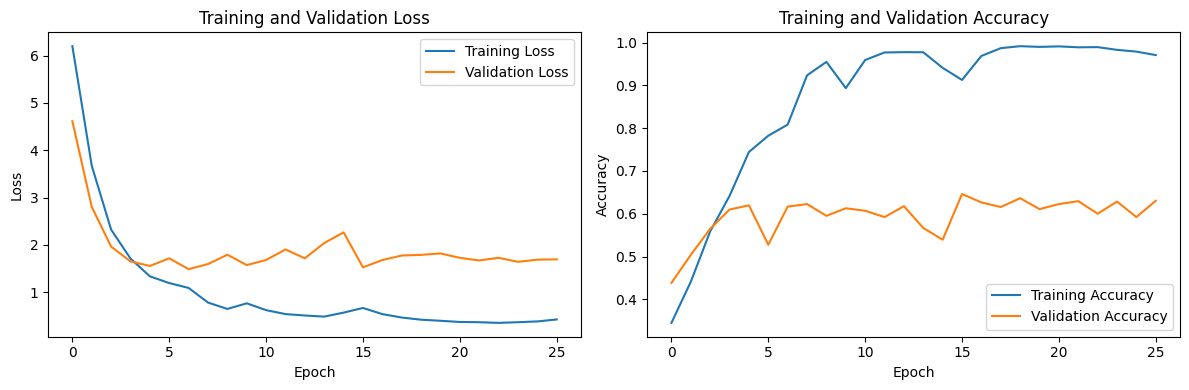 Training and Validation Loss
Training Loss
Validation Loss
6
5
4
3
2
1
Loss
0
5
10
15
20
25
Epoch
Training and Validation Accuracy
1.0
0.9
0.8
0.7
0.6
0.5
0.4
Accuracy
Training Accuracy
Validation Accuracy
0
5
10
15
20
25
Epoch